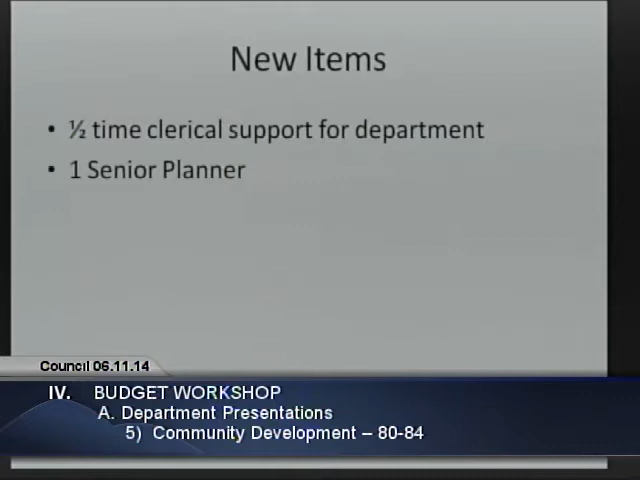 New Items
• ½ time clerical support for department
• 1 Senior Planner
Council 06.11.14
IV. BUDGET WORKSHOP
A. Department Presentations
5) Community Development – 80-84